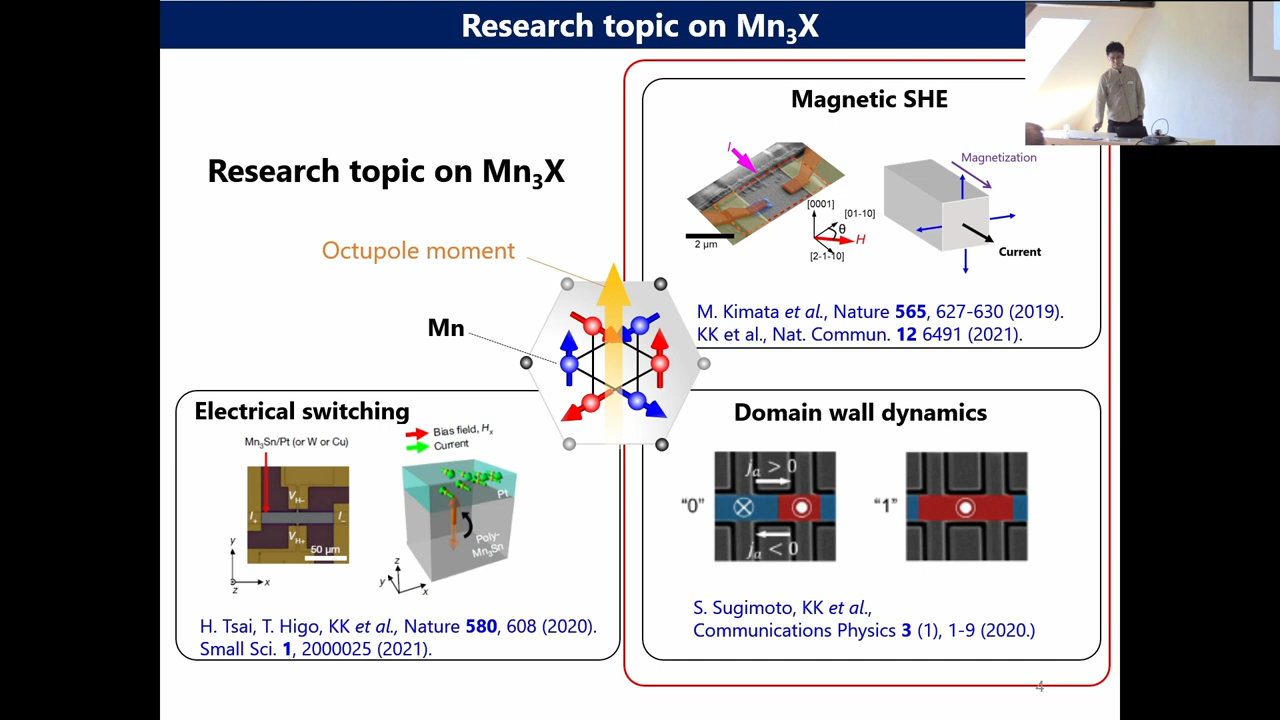 Research topic on Mn₃X
Research topic on Mn₃X
Octupole moment
Mn
Magnetic SHE
I
2 μm
[0001]
[01-10]
θ
H
[2-1-10]
Magnetization
Current
M. Kimata et al., Nature 565, 627-630 (2019).
KK et al., Nat. Commun. 12 6491 (2021).
Electrical switching
Mn₃Sn/Pt (or W or Cu)
V H−
I₊
I₋
V H+
50 μm
y
x
z
Bias field, Hₓ
Current
Pt
Poly-
Mn₃Sn
z
y
x
H. Tsai, T. Higo, KK et al., Nature 580, 608 (2020).
Small Sci. 1, 2000025 (2021).
Domain wall dynamics
"0"
jₐ > 0
jₐ < 0
"1"
S. Sugimoto, KK et al.,
Communications Physics 3 (1), 1-9 (2020.)
4